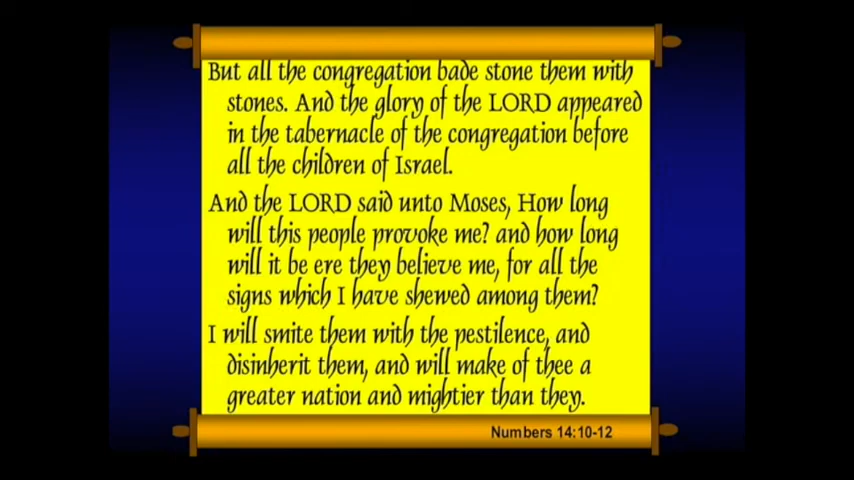 But all the congregation bade stone them with
stones. And the glory of the LORD appeared
in the tabernacle of the congregation before
all the children of Israel.
And the LORD said unto Moses, How long
will this people provoke me? and how long
will it be ere they believe me, for all the
signs which I have shewed among them?
I will smite them with the pestilence, and
disinherit them, and will make of thee a
greater nation and mightier than they.
Numbers 14:10-12